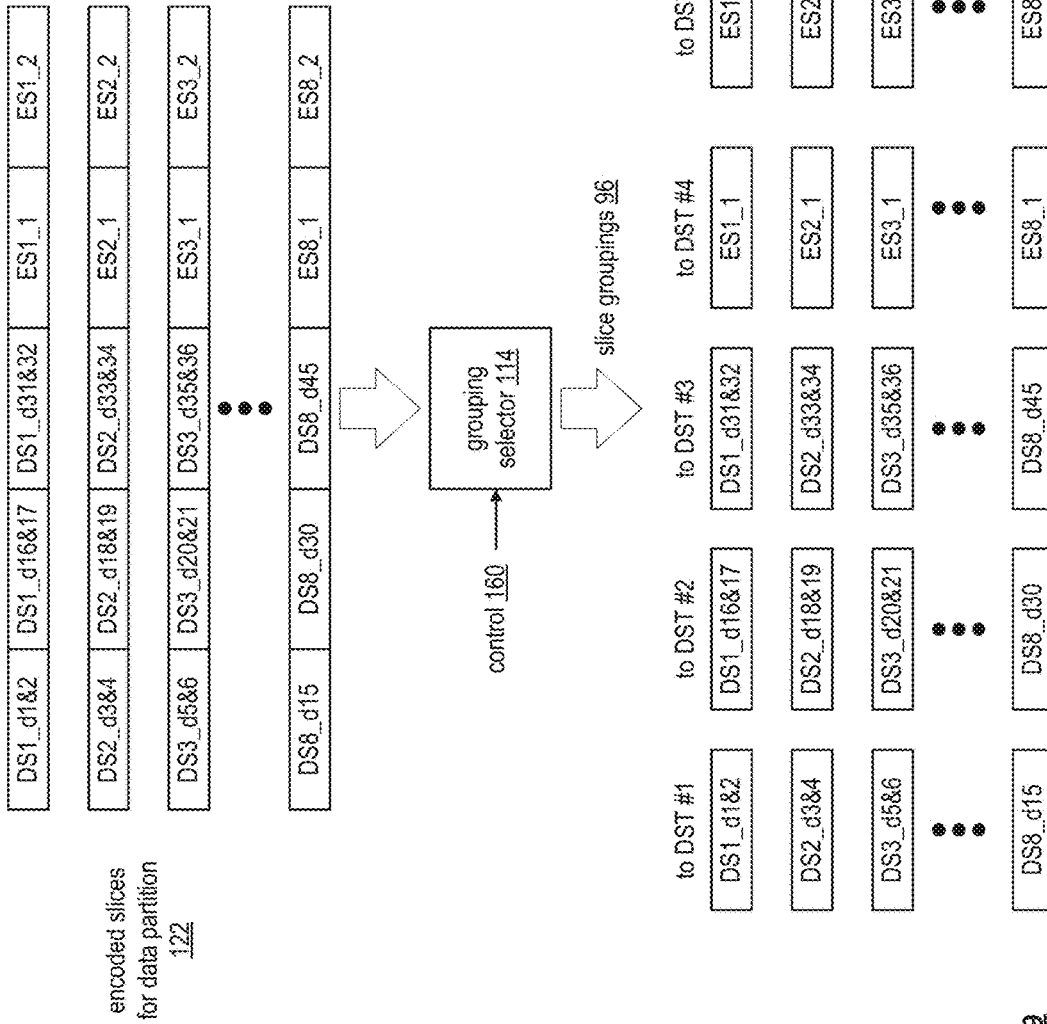 encoded slices
for data partition
122
DS1_d1&2 DS1_d16&17 DS1_d31&32 ES1_1 ES1_2
DS2_d3&4 DS2_d18&19 DS2_d33&34 ES2_1 ES2_2
DS3_d5&6 DS3_d20&21 DS3_d35&36 ES3_1 ES3_2
DS8_d15 DS8_d30 DS8_d45 ES8_1 ES8_2
control 160
grouping
selector 114
slice groupings 96
to DST #1 to DST #2 to DST #3 to DST #4 to DS
DS1_d1&2 DS1_d16&17 DS1_d31&32 ES1_1 ES1
DS2_d3&4 DS2_d18&19 DS2_d33&34 ES2_1 ES2
DS3_d5&6 DS3_d20&21 DS3_d35&36 ES3_1 ES3
DS8_d15 DS8_d30 DS8_d45 ES8_1 ES8